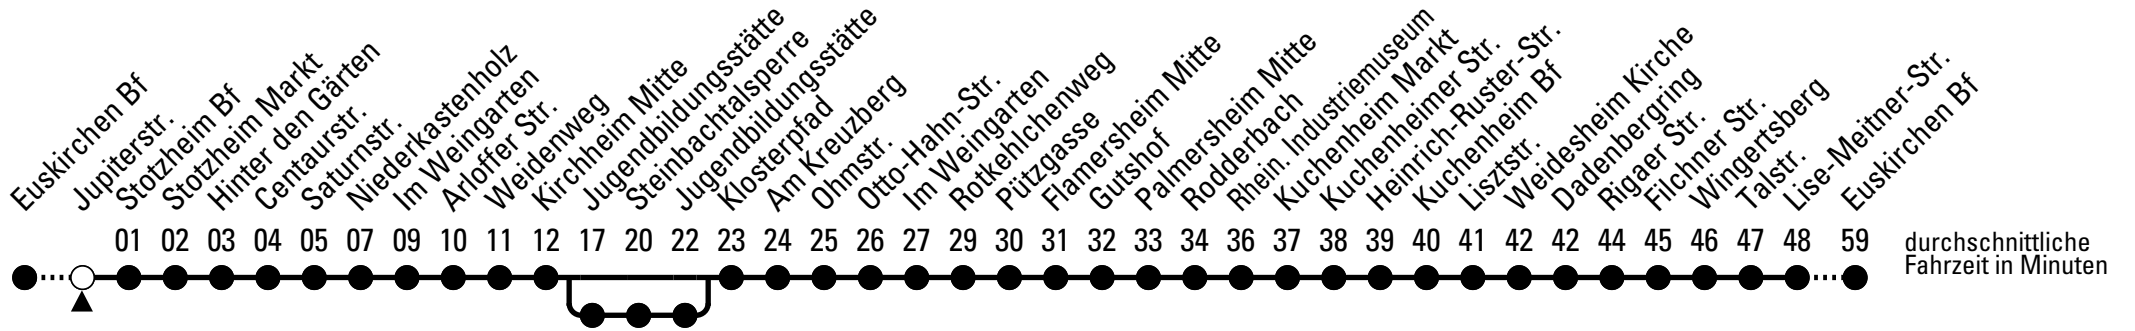 Euskirchen Bf
Jupiterstr.
Stotzheim Bf
Stotzheim Markt
Hinter den Gärten
Centaurstr.
Saturnstr.
Niederkastenholz
Im Weingarten
Arloffer Str.
Weidenweg
Kirchheim Mitte
Jugendbildungsstätte
Steinbachtalsperre
Jugendbildungsstätte
Klosterpfad
Am Kreuzberg
Ohmstr.
Otto-Hahn-Str.
Im Weingarten
Rotkehlchenweg
Pützgasse
Flamersheim Mitte
Gutshof
Palmersheim Mitte
Rodderbach
Rhein. Industriemuseum
Kuchenheim Markt
Kuchenheimer Str.
Heinrich-Ruster-Str.
Kuchenheim Bf
Lisztstr.
Weidesheim Kirche
Dadenbergring
Rigaer Str.
Filchner Str.
Wingertsberg
Talstr.
Lise-Meitner-Str.
Euskirchen Bf
01 02 03 04 05 07 09 10 11 12 17 20 22 23 24 25 26 27 29 30 31 32 33 34 36 37 38 39 40 41 42 42 44 45 46 47 48 59
durchschnittliche
Fahrzeit in Minuten